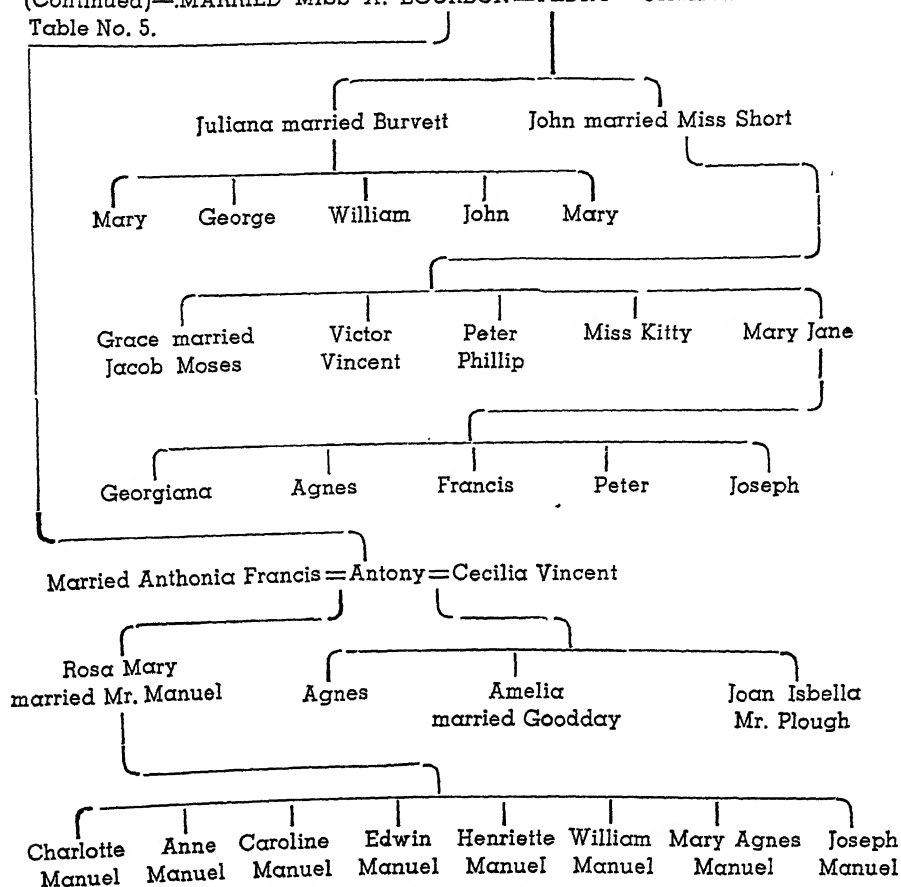 (Continued)—.MARRIED MISS A. BOURBON
Table No. 5.
Juliana married Burvett John married Miss Short
Mary George William John Mary
Grace married Victor Peter Miss Kitty Mary Jane
Jacob Moses Vincent Phillip
Georgiana Agnes Francis Peter Joseph
Married Anthonia Francis=Antony=Cecilia Vincent
Rosa Mary
married Mr. Manuel Agnes Amelia Joan Isbella
married Goodday Mr. Plough
Charlotte Anne Caroline Edwin Henriette William Mary Agnes Joseph
Manuel Manuel Manuel Manuel Manuel Manuel Manuel Manuel